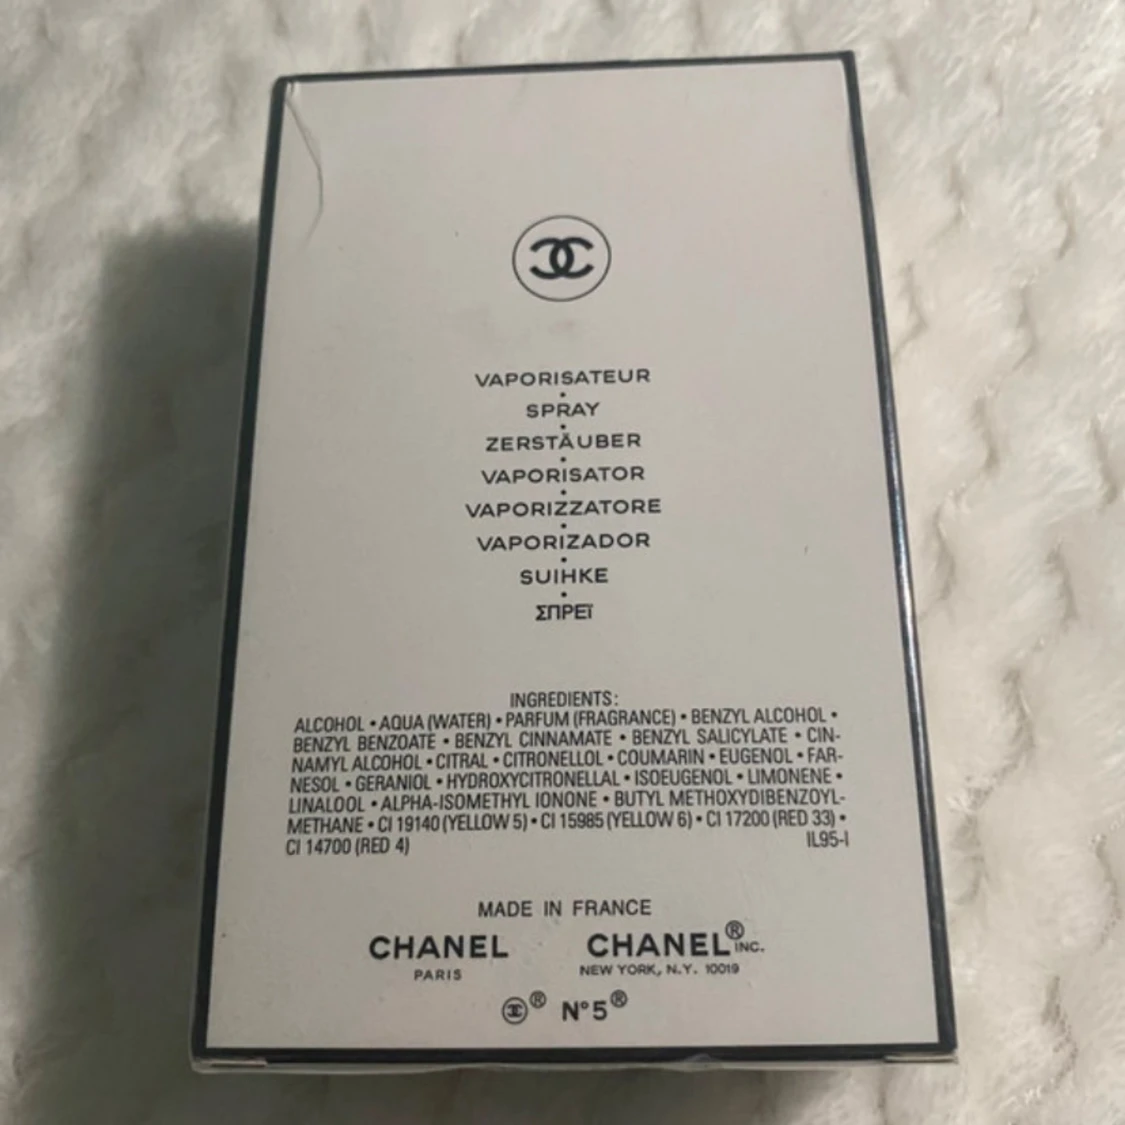 VAPORISATEUR
•
SPRAY
•
ZERSTÄUBER
•
VAPORISATOR
•
VAPORIZZATORE
•
VAPORIZADOR
•
SUIHKE
•
ΣΠΡΕΪ
INGREDIENTS:
ALCOHOL • AQUA (WATER) • PARFUM (FRAGRANCE) • BENZYL ALCOHOL •
BENZYL BENZOATE • BENZYL CINNAMATE • BENZYL SALICYLATE • CIN-
NAMYL ALCOHOL • CITRAL • CITRONELLOL • COUMARIN • EUGENOL • FAR-
NESOL • GERANIOL • HYDROXYCITRONELLAL • ISOEUGENOL • LIMONENE •
LINALOOL • ALPHA-ISOMETHYL IONONE • BUTYL METHOXYDIBENZOYL-
METHANE • CI 19140 (YELLOW 5) • CI 15985 (YELLOW 6) • CI 17200 (RED 33) •
CI 14700 (RED 4) IL95-I
MADE IN FRANCE
CHANEL CHANEL® INC.
PARIS NEW YORK, N.Y. 10019
® N°5®